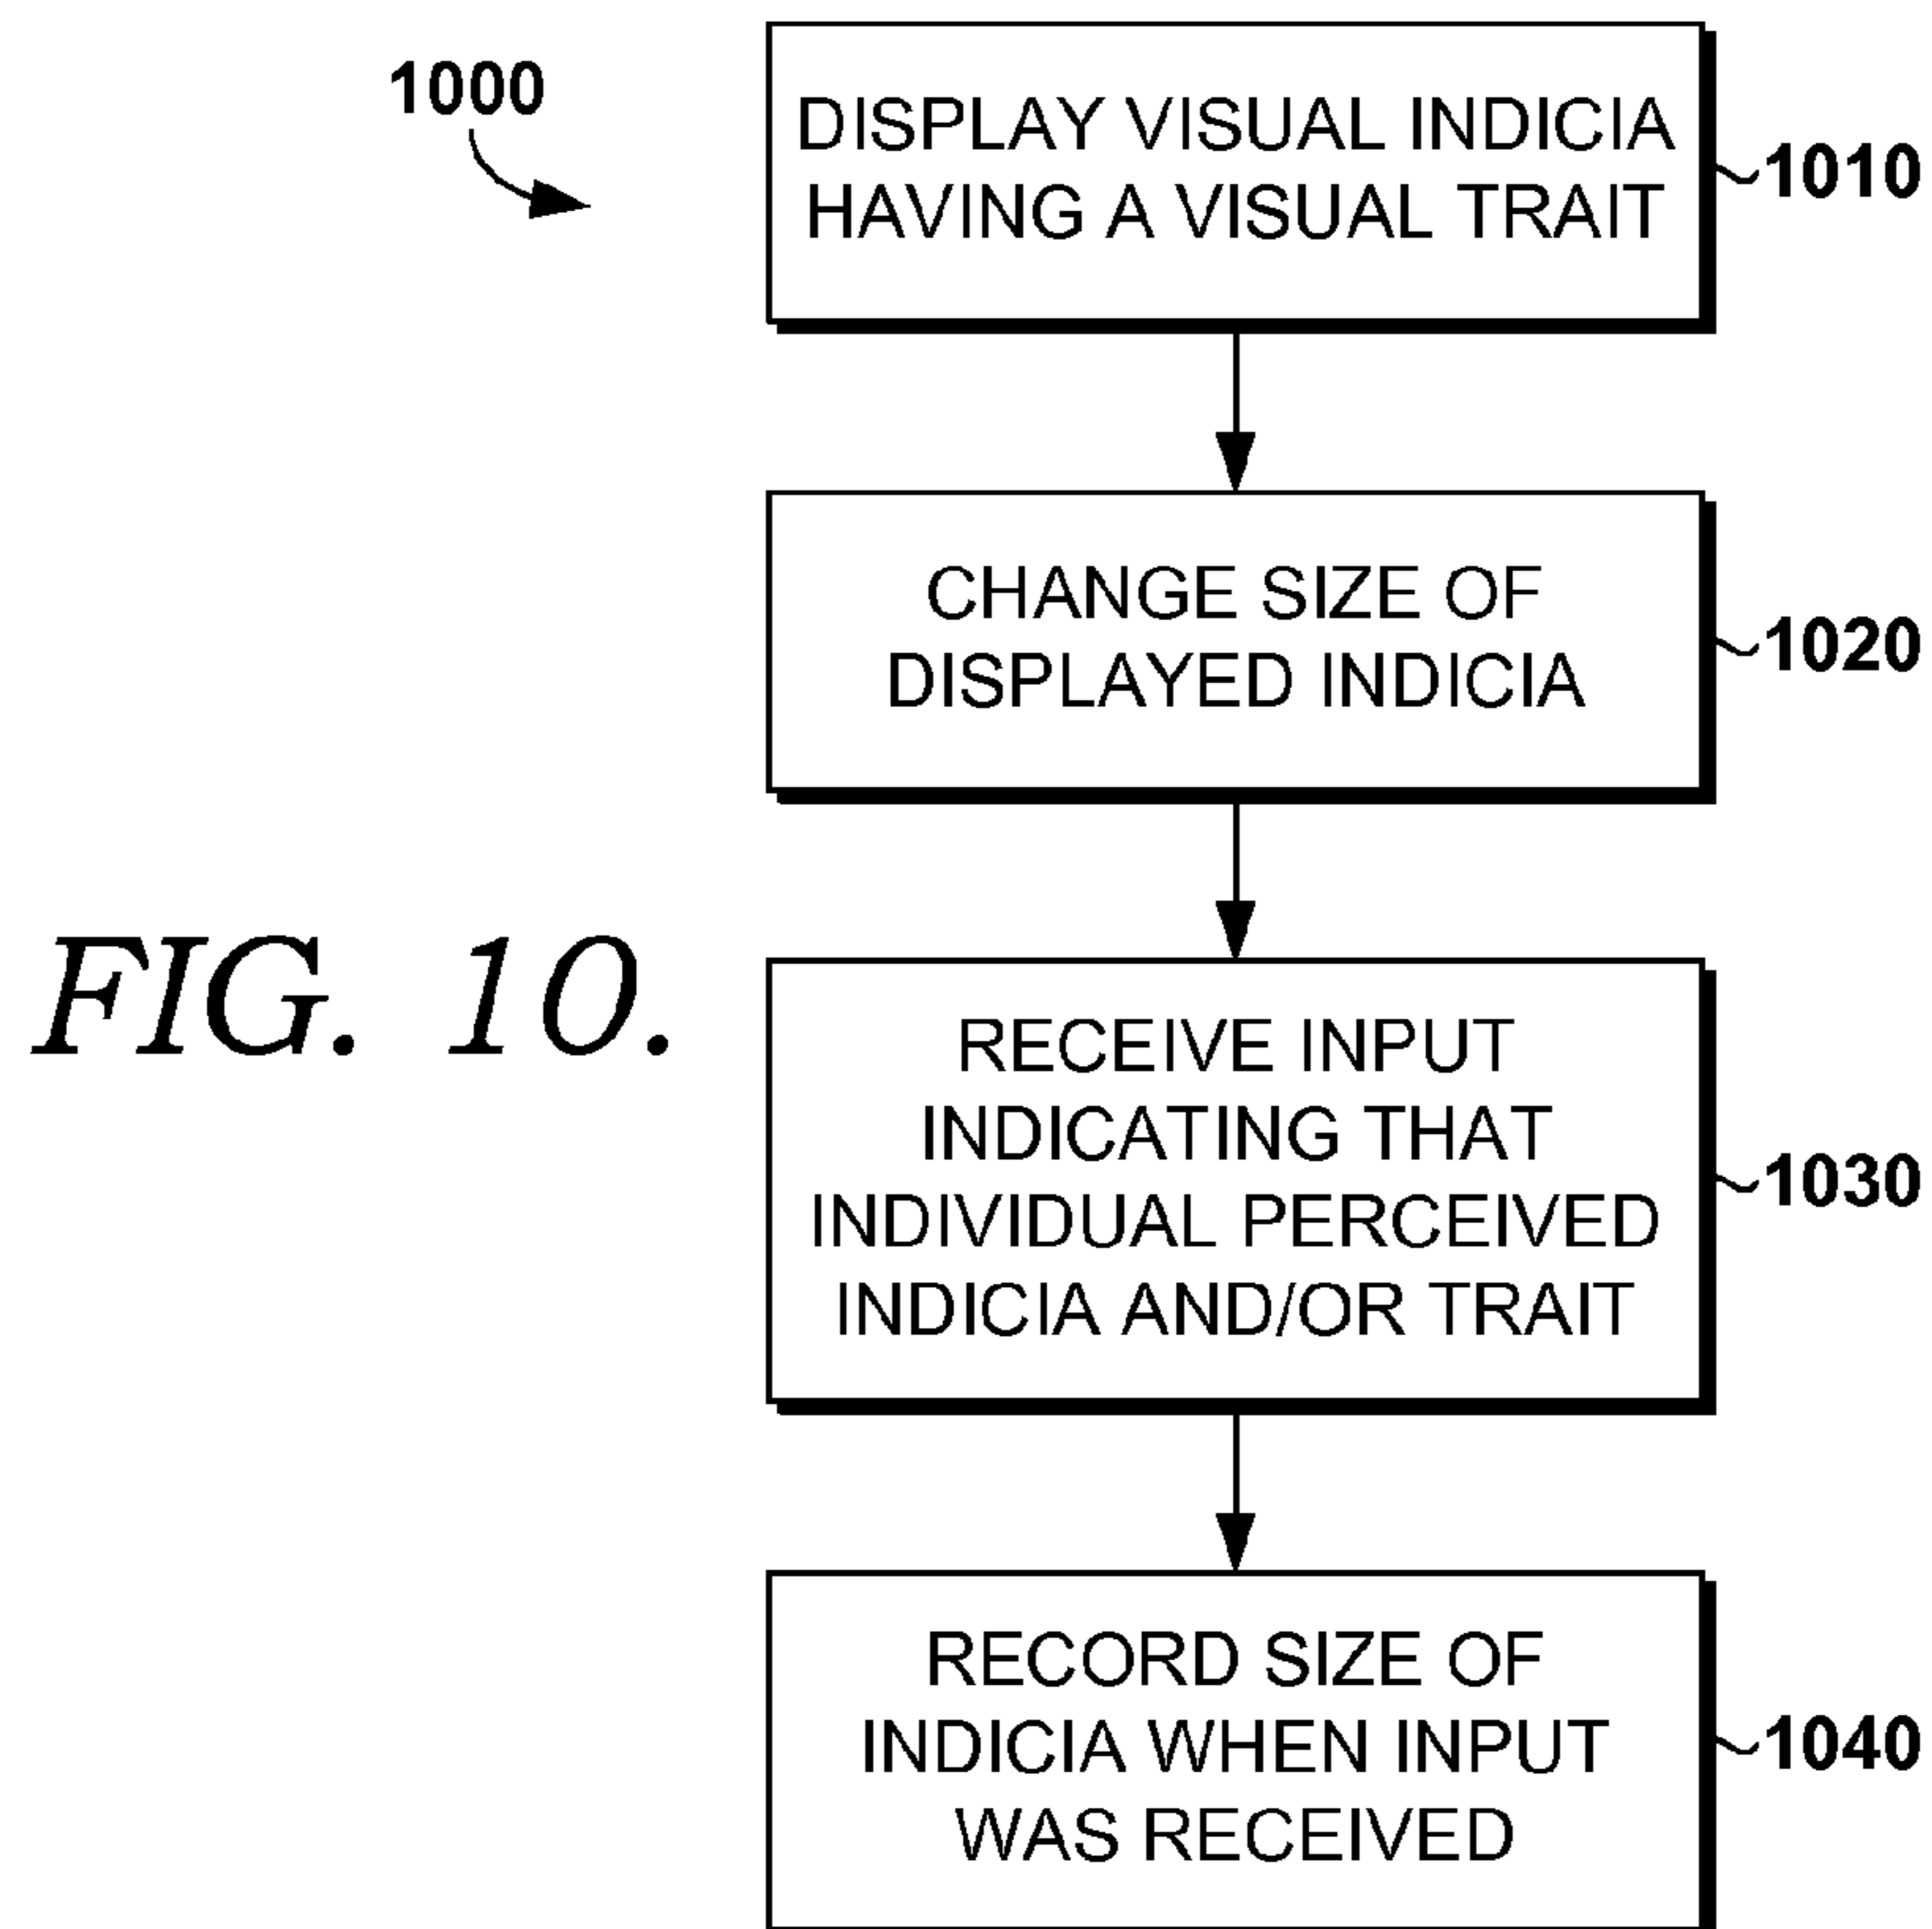 1000
DISPLAY VISUAL INDICIA
HAVING A VISUAL TRAIT
1010
CHANGE SIZE OF
DISPLAYED INDICIA
1020
FIG. 10.
RECEIVE INPUT
INDICATING THAT
INDIVIDUAL PERCEIVED
INDICIA AND/OR TRAIT
1030
RECORD SIZE OF
INDICIA WHEN INPUT
WAS RECEIVED
1040